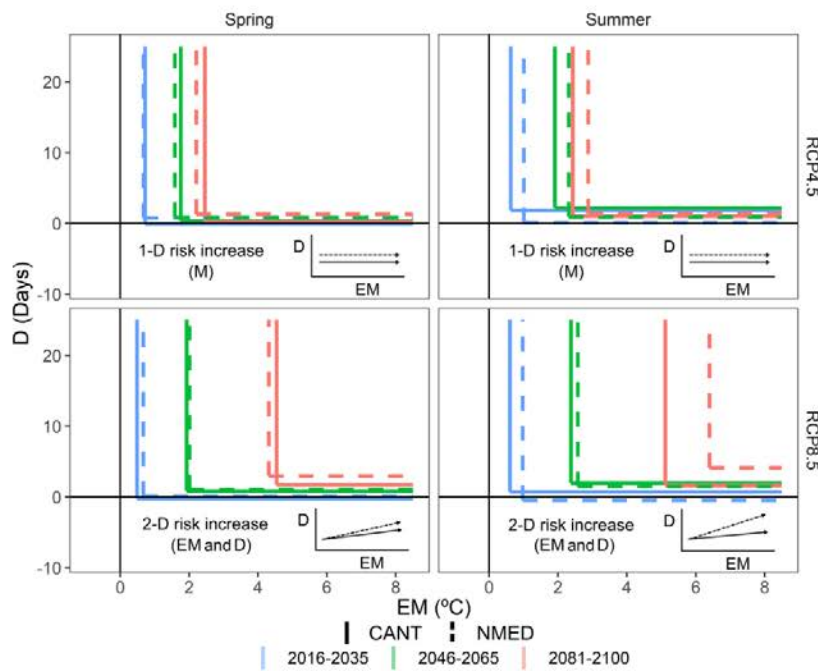 Spring
Summer
20
10
0
-10
1-D risk increase
(M)
D
EM
1-D risk increase
(M)
D
EM
RCP4.5
D (Days)
20
10
0
-10
2-D risk increase
(EM and D)
D
EM
2-D risk increase
(EM and D)
D
EM
RCP8.5
0 2 4 6 8
0 2 4 6 8
EM (ºC)
CANT NMED
2016-2035 2046-2065 2081-2100